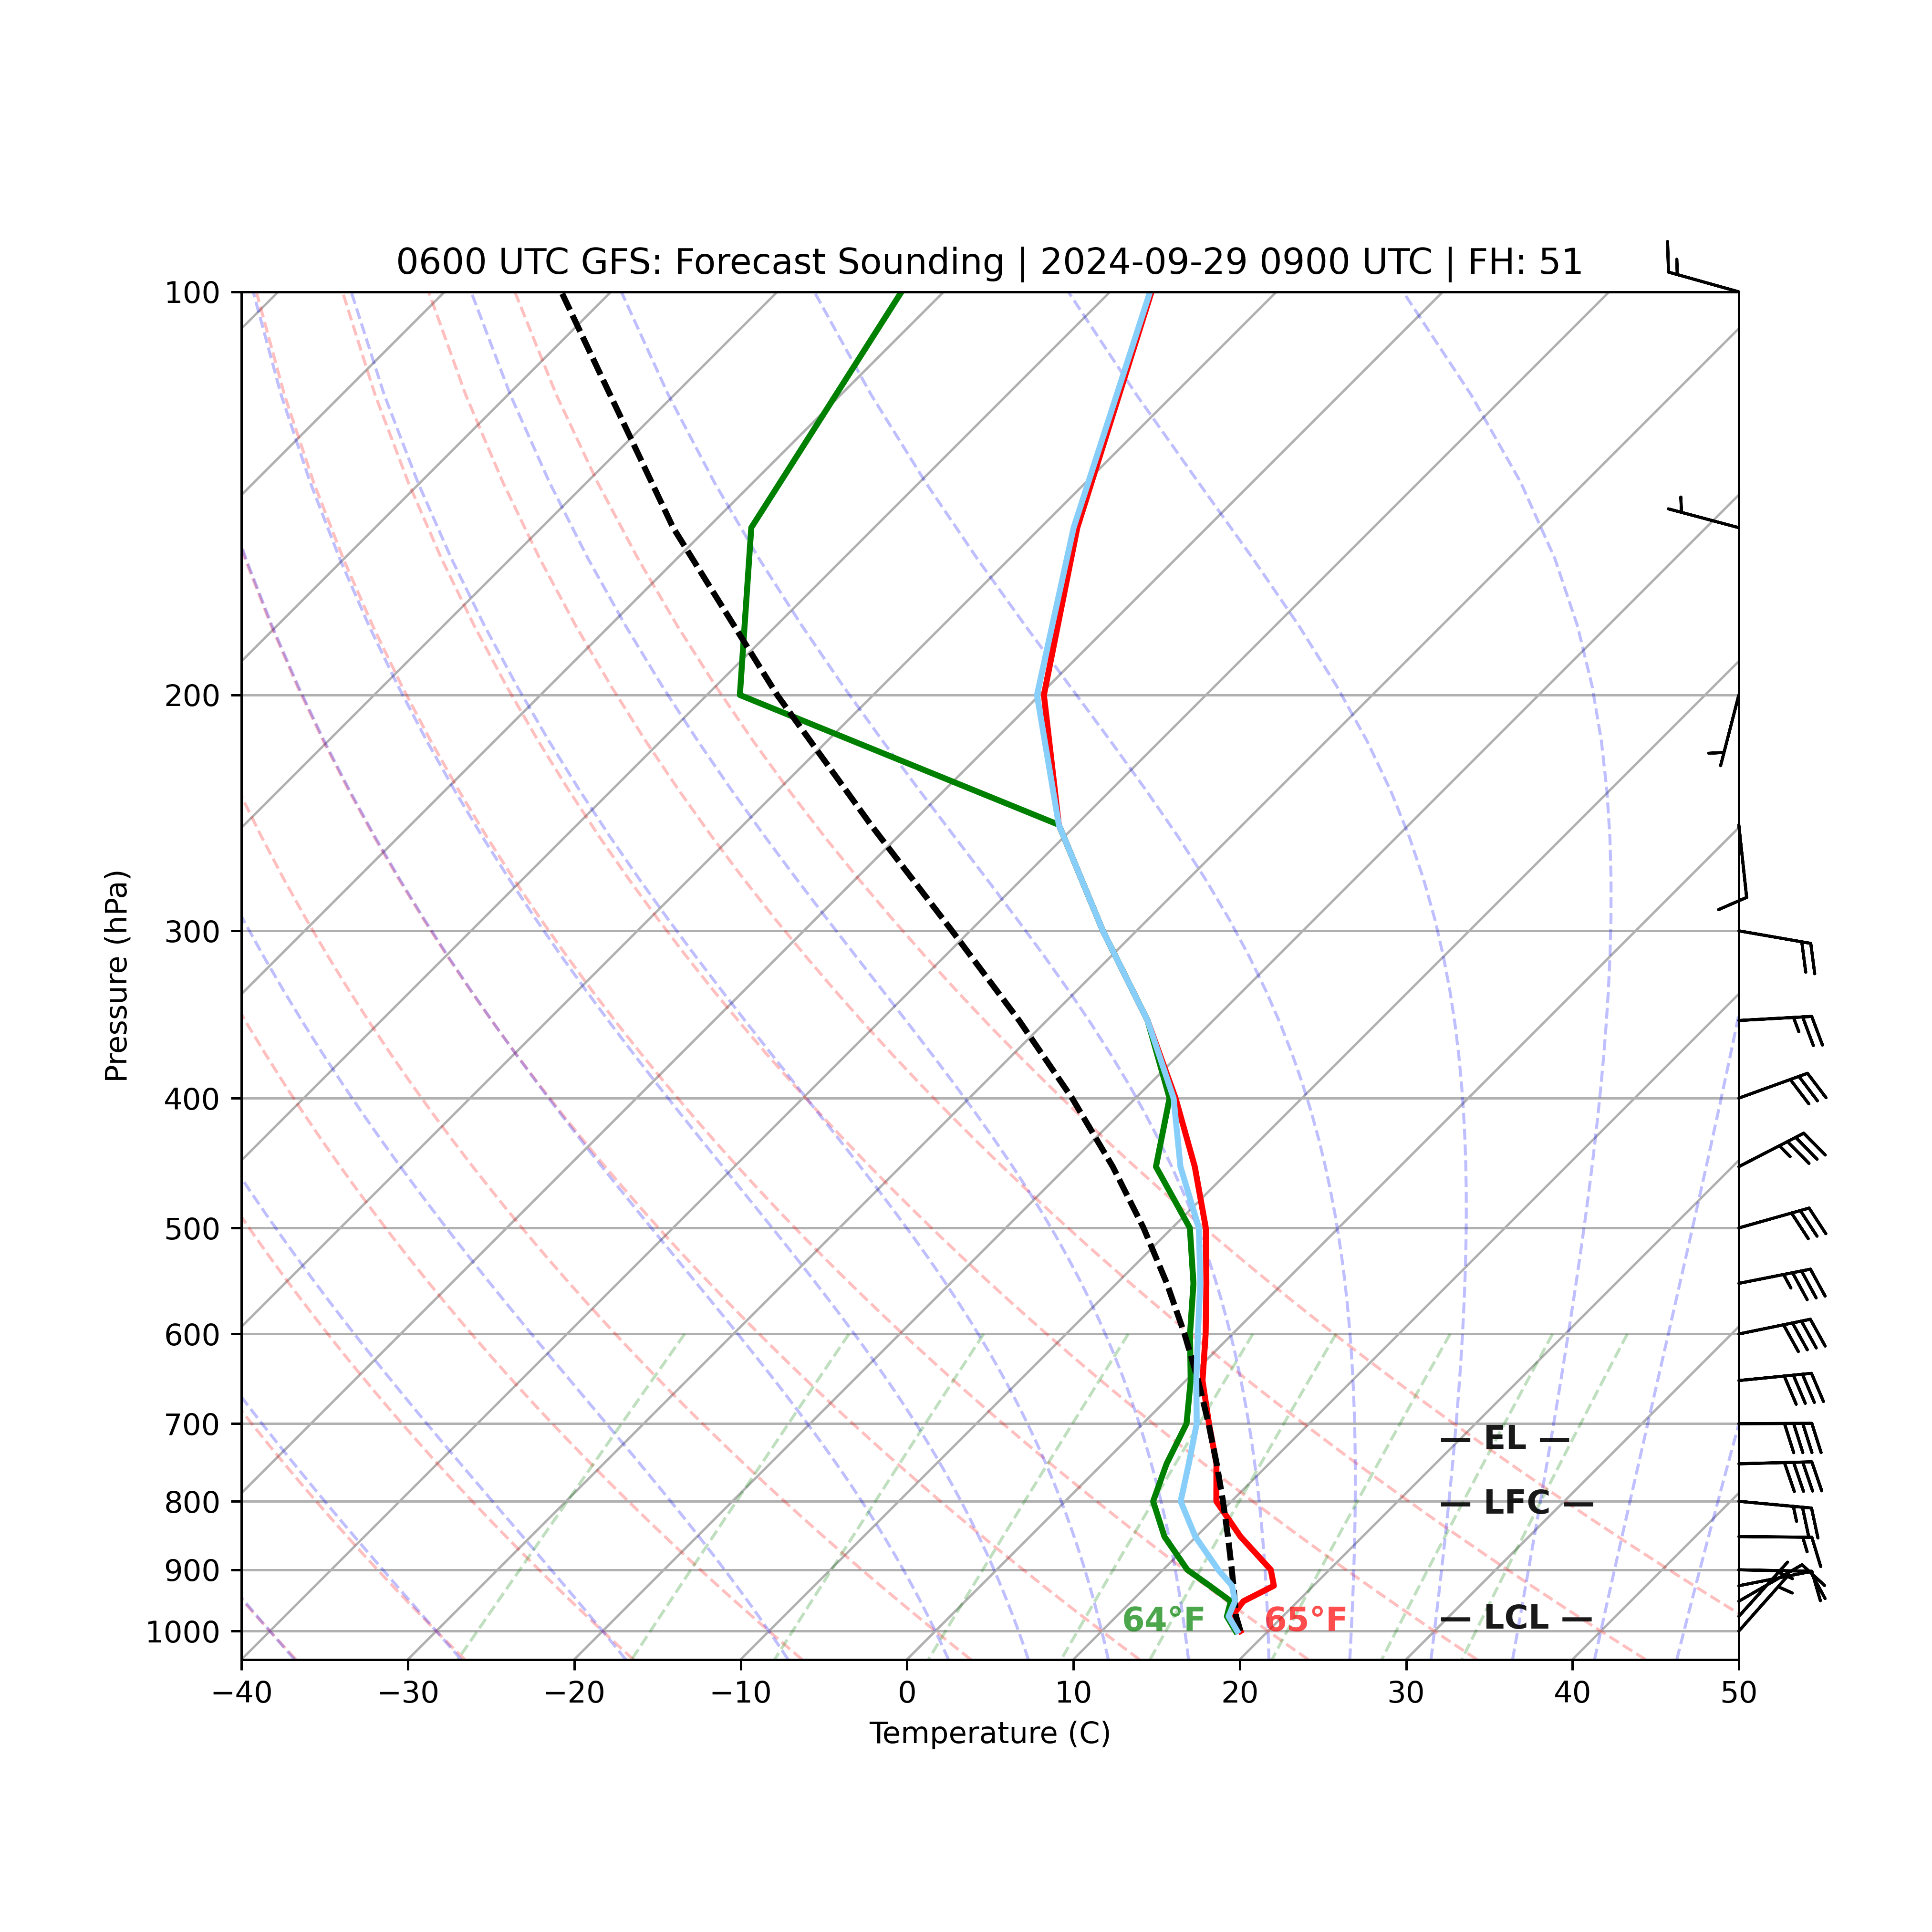 0600 UTC GFS: Forecast Sounding | 2024-09-29 0900 UTC | FH: 51
100
200
300
400
500
600
700
800
900
1000
Pressure (hPa)
— EL —
— LFC —
— LCL —
64°F 65°F
−40 −30 −20 −10 0 10 20 30 40 50
Temperature (C)